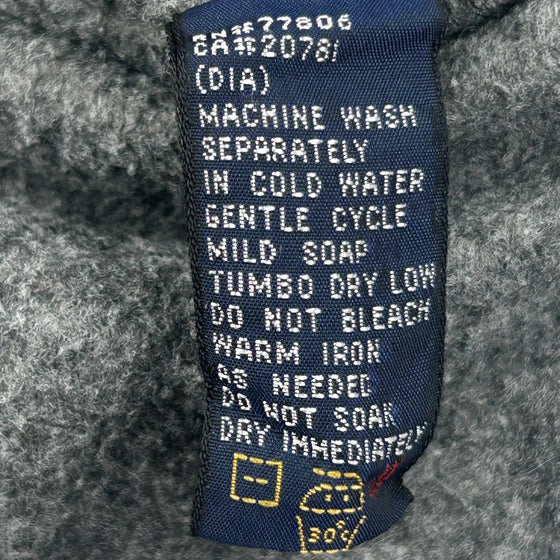 RN#77806
CA#20781
(DIA)
MACHINE WASH
SEPARATELY
IN COLD WATER
GENTLE CYCLE
MILD SOAP
TUMBO DRY LOW
DO NOT BLEACH
WARM IRON
AS NEEDED
DO NOT SOAK
DRY IMMEDIATELY
30°C